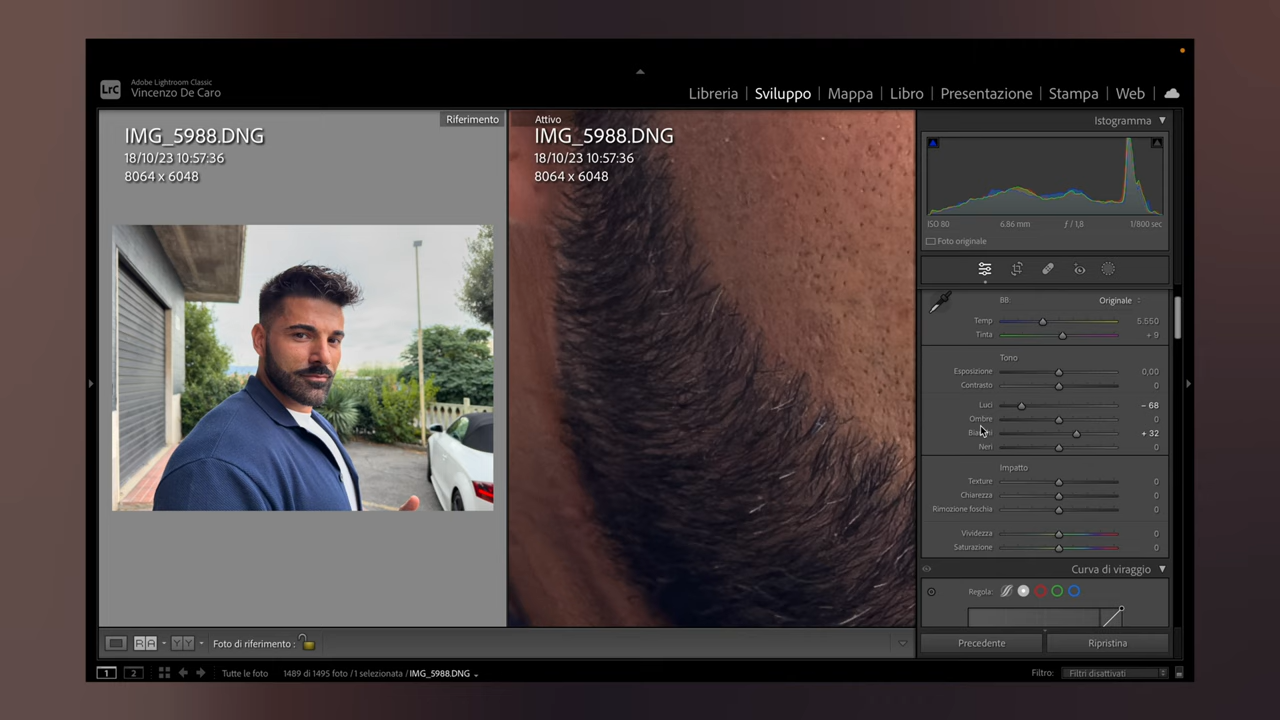 Adobe Lightroom Classic
Vincenzo De Caro
LrC
Libreria | Sviluppo | Mappa | Libro | Presentazione | Stampa | Web
IMG_5988.DNG
18/10/23 10:57:36
8064 x 6048
Riferimento
Attivo
IMG_5988.DNG
18/10/23 10:57:36
8064 x 6048
Istogramma
ISO 80 6.86 mm ƒ / 1,8 1/800 sec
Foto originale
BB: Originale
Temp 5.550
Tinta + 9
Tono
Esposizione 0,00
Contrasto 0
Luci – 68
Ombre 0
+ 32
Neri 0
Impatto
Texture 0
Chiarezza 0
Rimozione foschia 0
Vividezza 0
Saturazione 0
Curva di viraggio
Regola:
Precedente Ripristina
RA YY Foto di riferimento :
1 2 Tutte le foto 1489 di 1495 foto / 1 selezionata / IMG_5988.DNG Filtro: Filtri disattivati